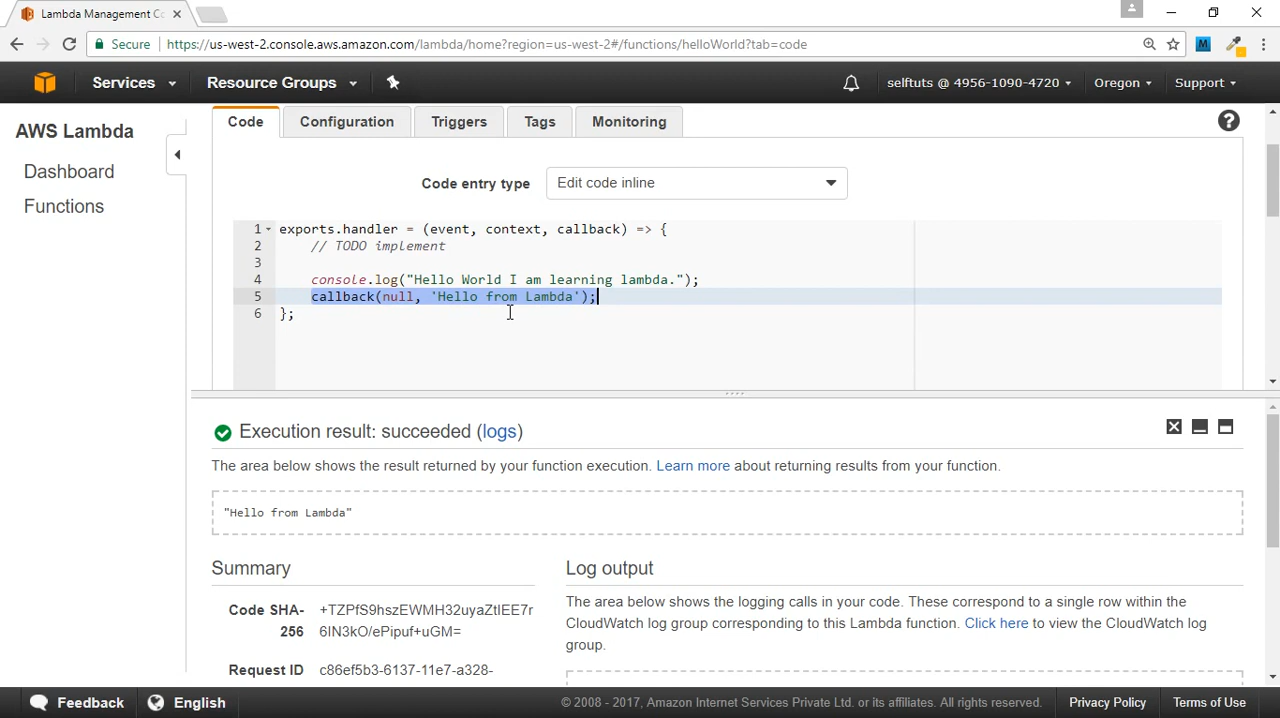 Lambda Management Co
Secure https://us-west-2.console.aws.amazon.com/lambda/home?region=us-west-2#/functions/helloWorld?tab=code
Services Resource Groups selftuts @ 4956-1090-4720 Oregon Support
AWS Lambda
Dashboard
Functions
Code Configuration Triggers Tags Monitoring
Code entry type Edit code inline
1 exports.handler = (event, context, callback) => {
2 // TODO implement
3
4 console.log("Hello World I am learning lambda.");
5 callback(null, 'Hello from Lambda');
6 };
Execution result: succeeded (logs)
The area below shows the result returned by your function execution. Learn more about returning results from your function.
"Hello from Lambda"
Summary
Code SHA-256 +TZPfS9hszEWMH32uyaZtlEE7r
6IN3kO/ePipuf+uGM=
Request ID c86ef5b3-6137-11e7-a328-
Log output
The area below shows the logging calls in your code. These correspond to a single row within the
CloudWatch log group corresponding to this Lambda function. Click here to view the CloudWatch log
group.
Feedback English © 2008 - 2017, Amazon Internet Services Private Ltd. or its affiliates. All rights reserved. Privacy Policy Terms of Use